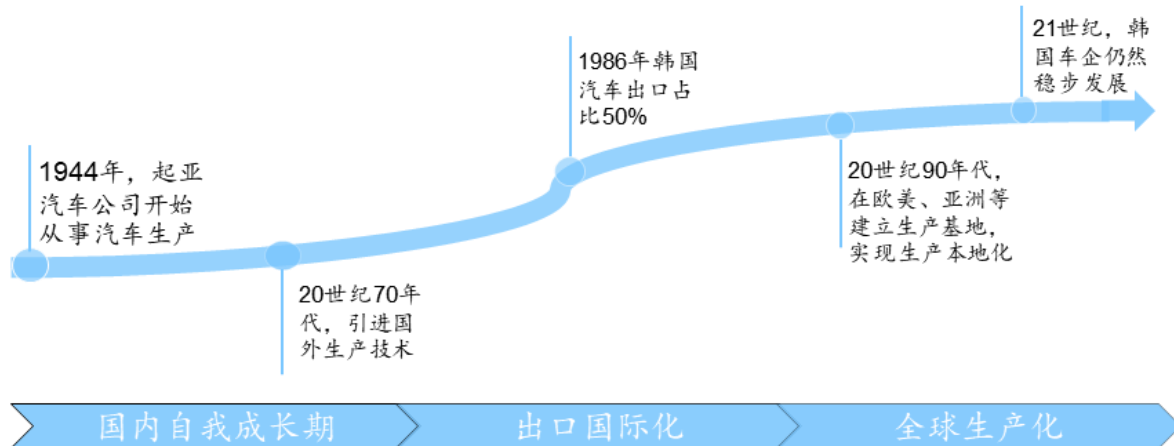 1944年，起亚
汽车公司开始
从事汽车生产
20世纪70年
代，引进国
外生产技术
1986年韩国
汽车出口占
比50%
20世纪90年代，
在欧美、亚洲等
建立生产基地，
实现生产本地化
21世纪，韩
国车企仍然
稳步发展
国内自我成长期
出口国际化
全球生产化